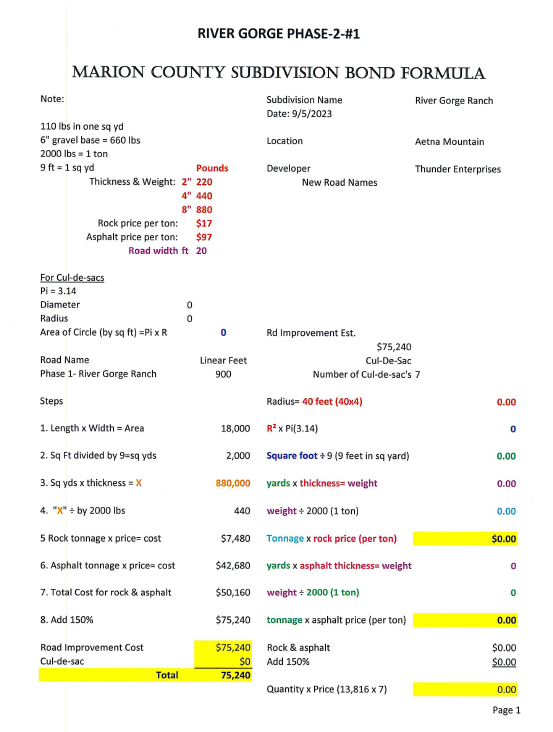 RIVER GORGE PHASE-2-#1
MARION COUNTY SUBDIVISION BOND FORMULA
Note: Subdivision Name River Gorge Ranch
Date: 9/5/2023
110 lbs in one sq yd
6" gravel base = 660 lbs Location Aetna Mountain
2000 lbs = 1 ton
9 ft = 1 sq yd Pounds Developer Thunder Enterprises
Thickness & Weight: 2" 220 New Road Names
4" 440
8" 880
Rock price per ton: $17
Asphalt price per ton: $97
Road width ft 20
For Cul-de-sacs
Pi = 3.14
Diameter 0
Radius 0
Area of Circle (by sq ft) =Pi x R 0 Rd Improvement Est.
$75,240
Road Name Linear Feet Cul-De-Sac
Phase 1- River Gorge Ranch 900 Number of Cul-de-sac's 7
Steps Radius= 40 feet (40x4) 0.00
1. Length x Width = Area 18,000 R² x Pi(3.14) 0
2. Sq Ft divided by 9=sq yds 2,000 Square foot ÷ 9 (9 feet in sq yard) 0.00
3. Sq yds x thickness = X 880,000 yards x thickness= weight 0.00
4. "X" ÷ by 2000 lbs 440 weight ÷ 2000 (1 ton) 0.00
5 Rock tonnage x price= cost $7,480 Tonnage x rock price (per ton) $0.00
6. Asphalt tonnage x price= cost $42,680 yards x asphalt thickness= weight 0
7. Total Cost for rock & asphalt $50,160 weight ÷ 2000 (1 ton) 0
8. Add 150% $75,240 tonnage x asphalt price (per ton) 0.00
Road Improvement Cost $75,240 Rock & asphalt $0.00
Cul-de-sac $0 Add 150% $0.00
Total 75,240
Quantity x Price (13,816 x 7) 0.00
Page 1